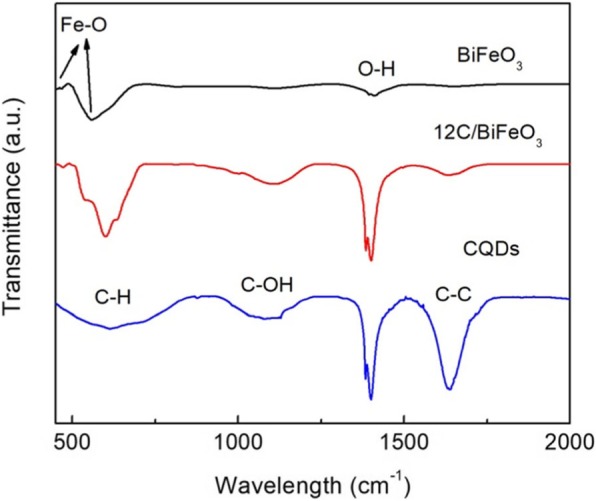 Fe-O
BiFeO₃
O-H
12C/BiFeO₃
CQDs
C-H
C-OH
C-C
Transmittance (a.u.)
500
1000
1500
2000
Wavelength (cm⁻¹)